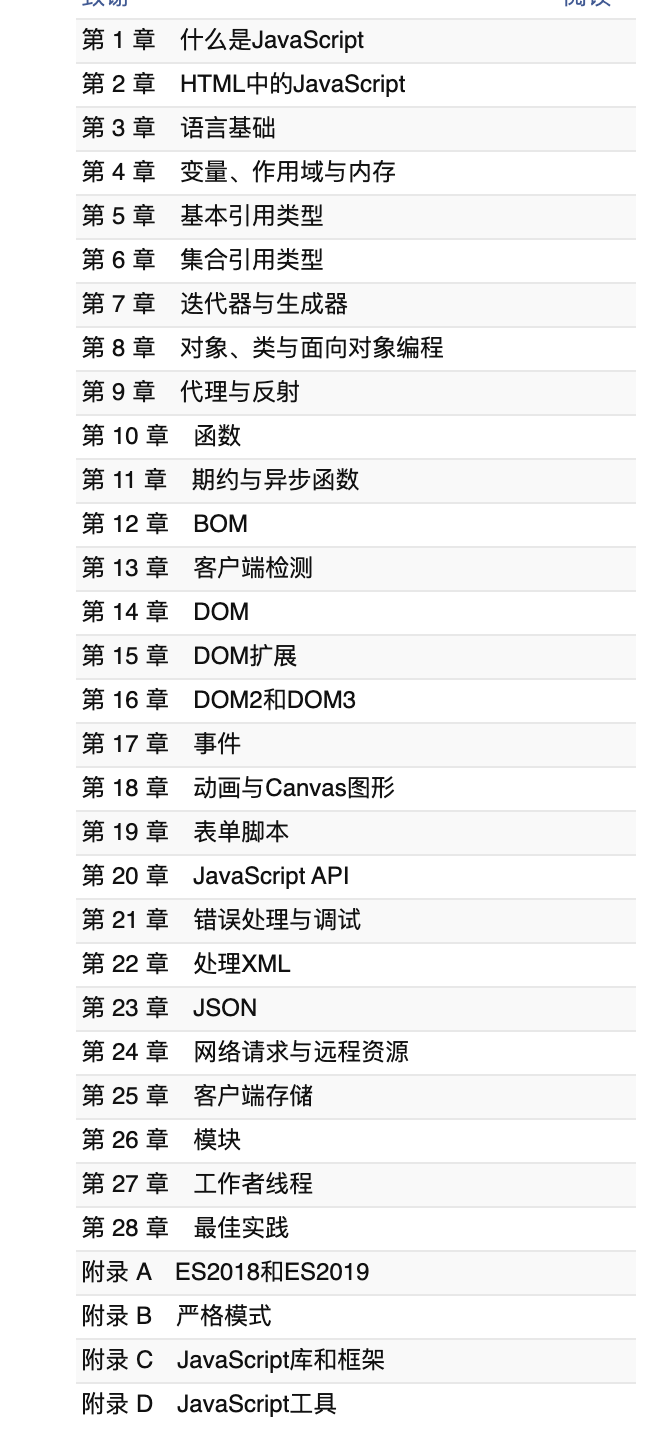 致谢 阅读
第 1 章 什么是JavaScript
第 2 章 HTML中的JavaScript
第 3 章 语言基础
第 4 章 变量、作用域与内存
第 5 章 基本引用类型
第 6 章 集合引用类型
第 7 章 迭代器与生成器
第 8 章 对象、类与面向对象编程
第 9 章 代理与反射
第 10 章 函数
第 11 章 期约与异步函数
第 12 章 BOM
第 13 章 客户端检测
第 14 章 DOM
第 15 章 DOM扩展
第 16 章 DOM2和DOM3
第 17 章 事件
第 18 章 动画与Canvas图形
第 19 章 表单脚本
第 20 章 JavaScript API
第 21 章 错误处理与调试
第 22 章 处理XML
第 23 章 JSON
第 24 章 网络请求与远程资源
第 25 章 客户端存储
第 26 章 模块
第 27 章 工作者线程
第 28 章 最佳实践
附录 A ES2018和ES2019
附录 B 严格模式
附录 C JavaScript库和框架
附录 D JavaScript工具